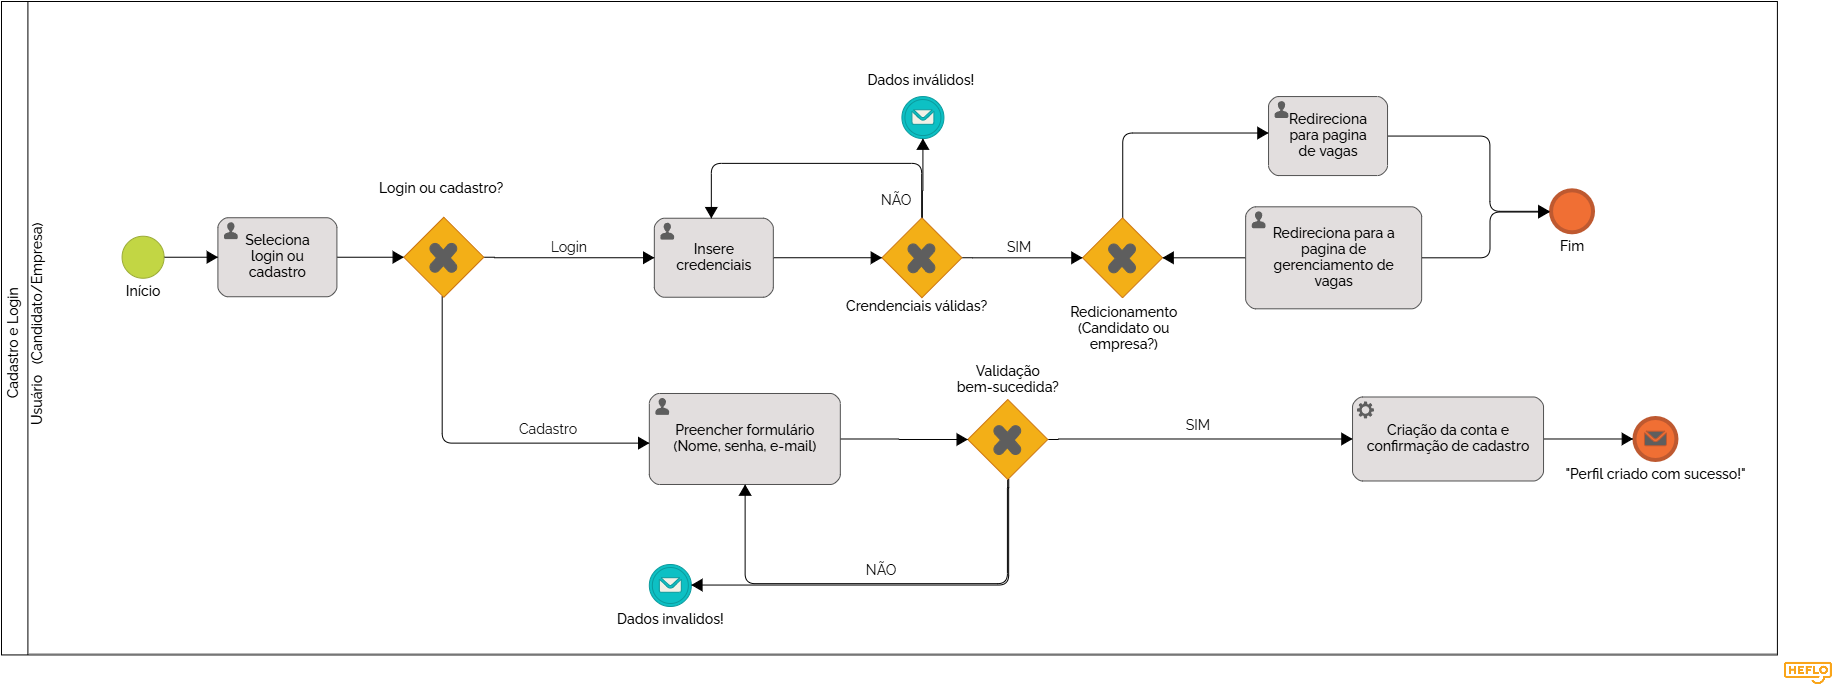 Cadastro e Login
Usuário (Candidato/Empresa)
Início
Seleciona
login ou
cadastro
Login ou cadastro?
Login
Cadastro
Insere
credenciais
Dados inválidos!
NÃO
Crendenciais válidas?
SIM
Redicionamento
(Candidato ou
empresa?)
Redireciona
para pagina
de vagas
Redireciona para a
pagina de
gerenciamento de
vagas
Fim
Preencher formulário
(Nome, senha, e-mail)
Validação
bem-sucedida?
NÃO
Dados invalidos!
SIM
Criação da conta e
confirmação de cadastro
"Perfil criado com sucesso!"
HEFLO